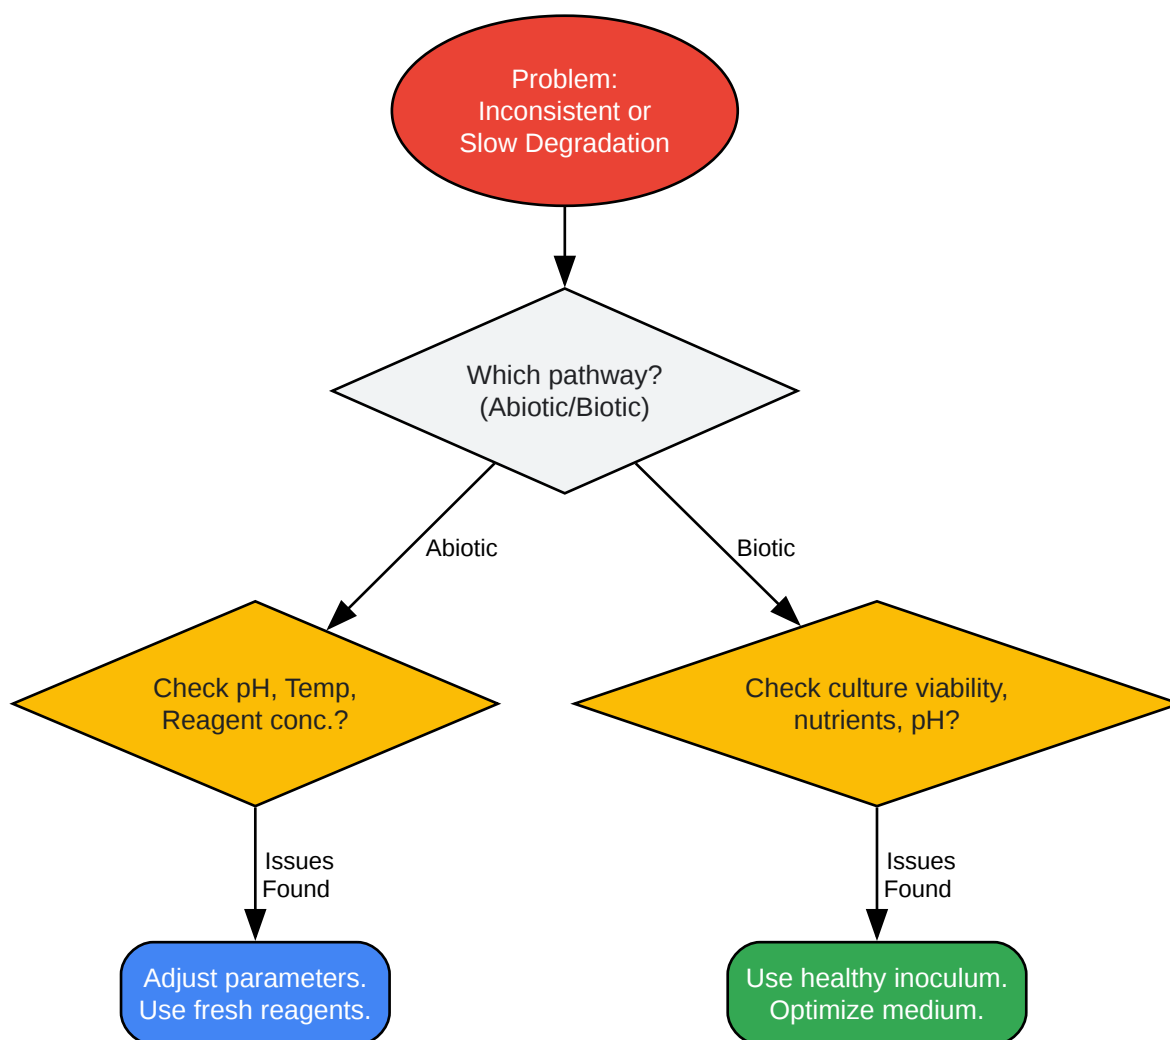 Problem:
Inconsistent or
Slow Degradation
Which pathway?
(Abiotic/Biotic)
Abiotic
Biotic
Check pH, Temp,
Reagent conc.?
Check culture viability,
nutrients, pH?
Issues
Found
Issues
Found
Adjust parameters.
Use fresh reagents.
Use healthy inoculum.
Optimize medium.